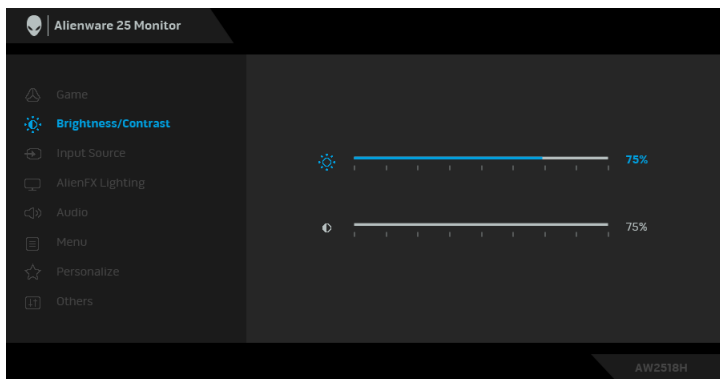 Alienware 25 Monitor
Game
Brightness/Contrast
Input Source
AlienFX Lighting
Audio
Menu
Personalize
Others
75%
75%
AW2518H